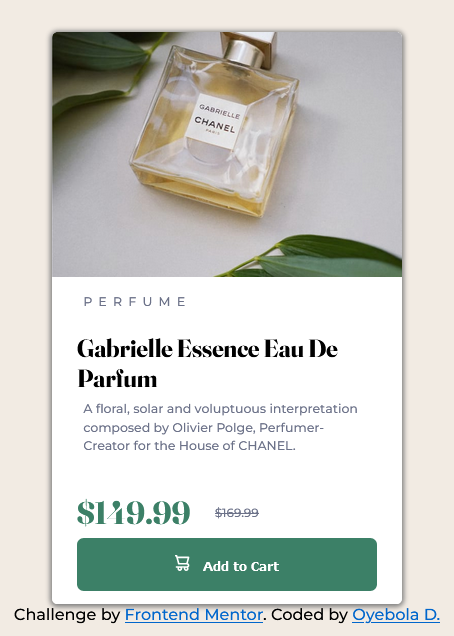 GABRIELLE
CHANEL
PARIS
PERFUME
Gabrielle Essence Eau De
Parfum
A floral, solar and voluptuous interpretation
composed by Olivier Polge, Perfumer-
Creator for the House of CHANEL.
$149.99 $169.99
Add to Cart
Challenge by Frontend Mentor. Coded by Oyebola D.